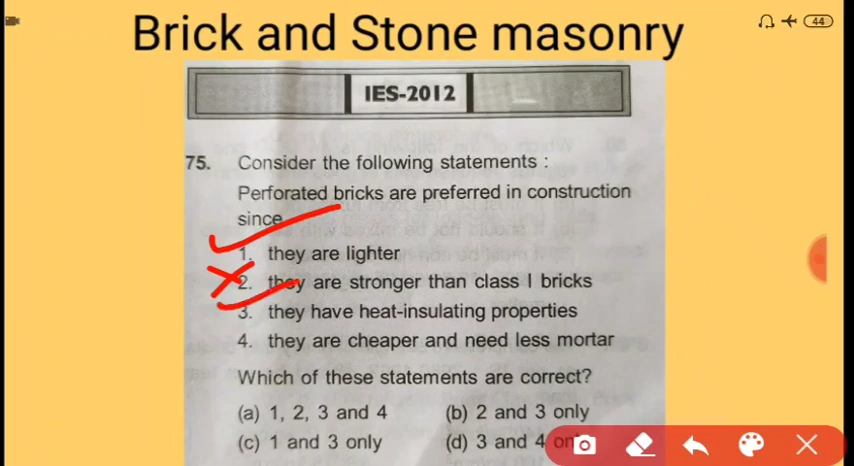 Brick and Stone masonry
44
IES-2012
75. Consider the following statements :
Perforated bricks are preferred in construction
since
1. they are lighter
2. they are stronger than class I bricks
3. they have heat-insulating properties
4. they are cheaper and need less mortar
Which of these statements are correct?
(a) 1, 2, 3 and 4 (b) 2 and 3 only
(c) 1 and 3 only (d) 3 and 4